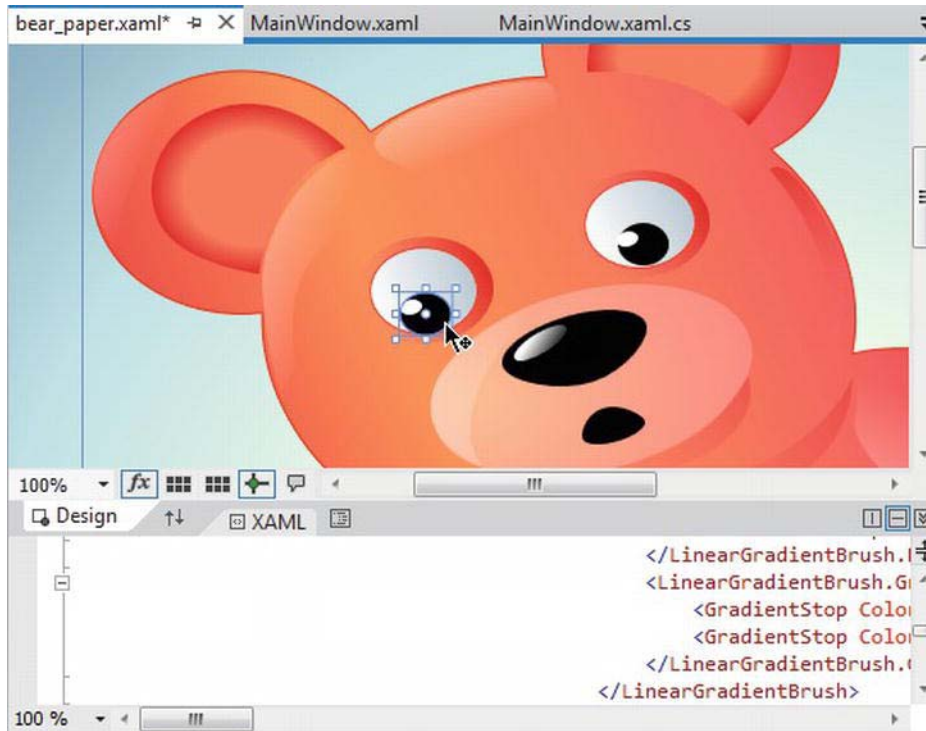 bear_paper.xaml* MainWindow.xaml MainWindow.xaml.cs
100% fx
Design XAML
</LinearGradientBrush.
<LinearGradientBrush.G
<GradientStop Colo
<GradientStop Colo
</LinearGradientBrush.
</LinearGradientBrush>
100 %